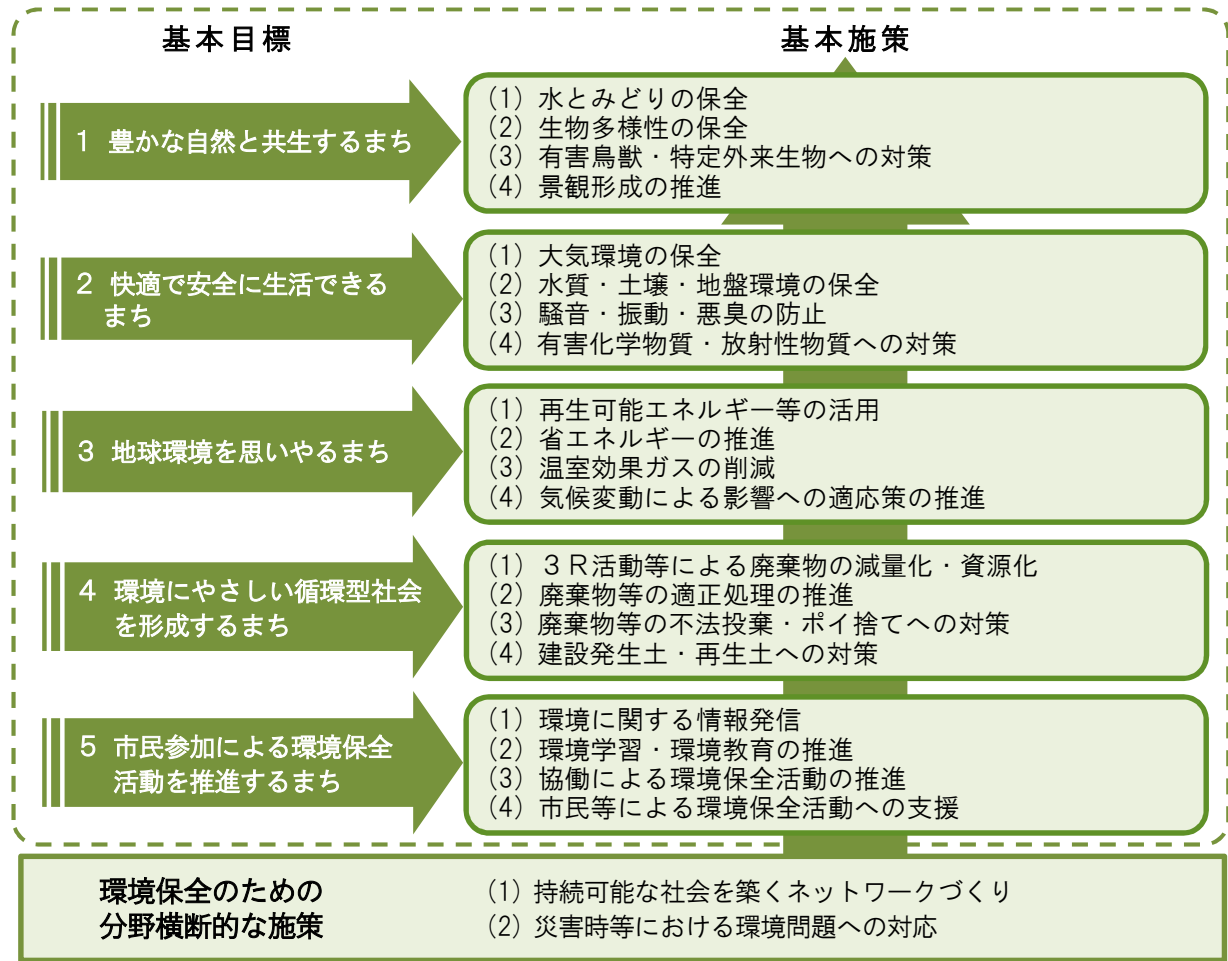 基本目標
基本施策
1 豊かな自然と共生するまち
(1) 水とみどりの保全
(2) 生物多様性の保全
(3) 有害鳥獣・特定外来生物への対策
(4) 景観形成の推進
2 快適で安全に生活できる
まち
(1) 大気環境の保全
(2) 水質・土壌・地盤環境の保全
(3) 騒音・振動・悪臭の防止
(4) 有害化学物質・放射性物質への対策
3 地球環境を思いやるまち
(1) 再生可能エネルギー等の活用
(2) 省エネルギーの推進
(3) 温室効果ガスの削減
(4) 気候変動による影響への適応策の推進
4 環境にやさしい循環型社会
を形成するまち
(1) 3R活動等による廃棄物の減量化・資源化
(2) 廃棄物等の適正処理の推進
(3) 廃棄物等の不法投棄・ポイ捨てへの対策
(4) 建設発生土・再生土への対策
5 市民参加による環境保全
活動を推進するまち
(1) 環境に関する情報発信
(2) 環境学習・環境教育の推進
(3) 協働による環境保全活動の推進
(4) 市民等による環境保全活動への支援
環境保全のための
分野横断的な施策
(1) 持続可能な社会を築くネットワークづくり
(2) 災害時等における環境問題への対応